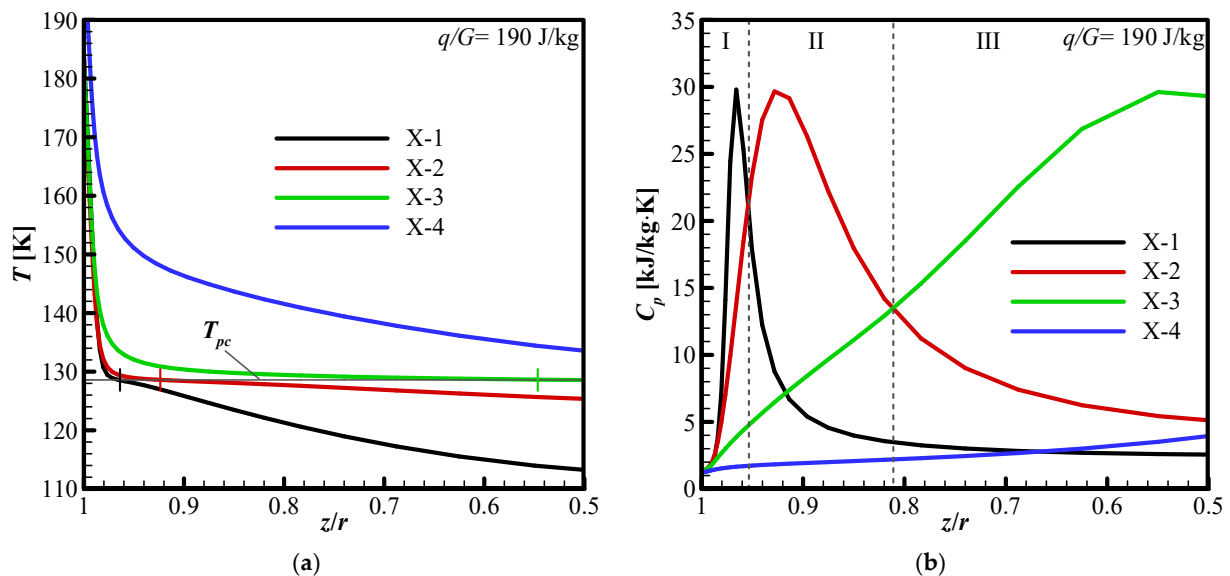 q/G= 190 J/kg
T [K]
190
180
170
160
150
140
130
120
110
X-1
X-2
X-3
X-4
T_pc
1
0.9
0.8
0.7
0.6
0.5
z/r
(a)
I
II
III
q/G= 190 J/kg
C_p [kJ/kg·K]
35
30
25
20
15
10
5
0
X-1
X-2
X-3
X-4
1
0.9
0.8
0.7
0.6
0.5
z/r
(b)